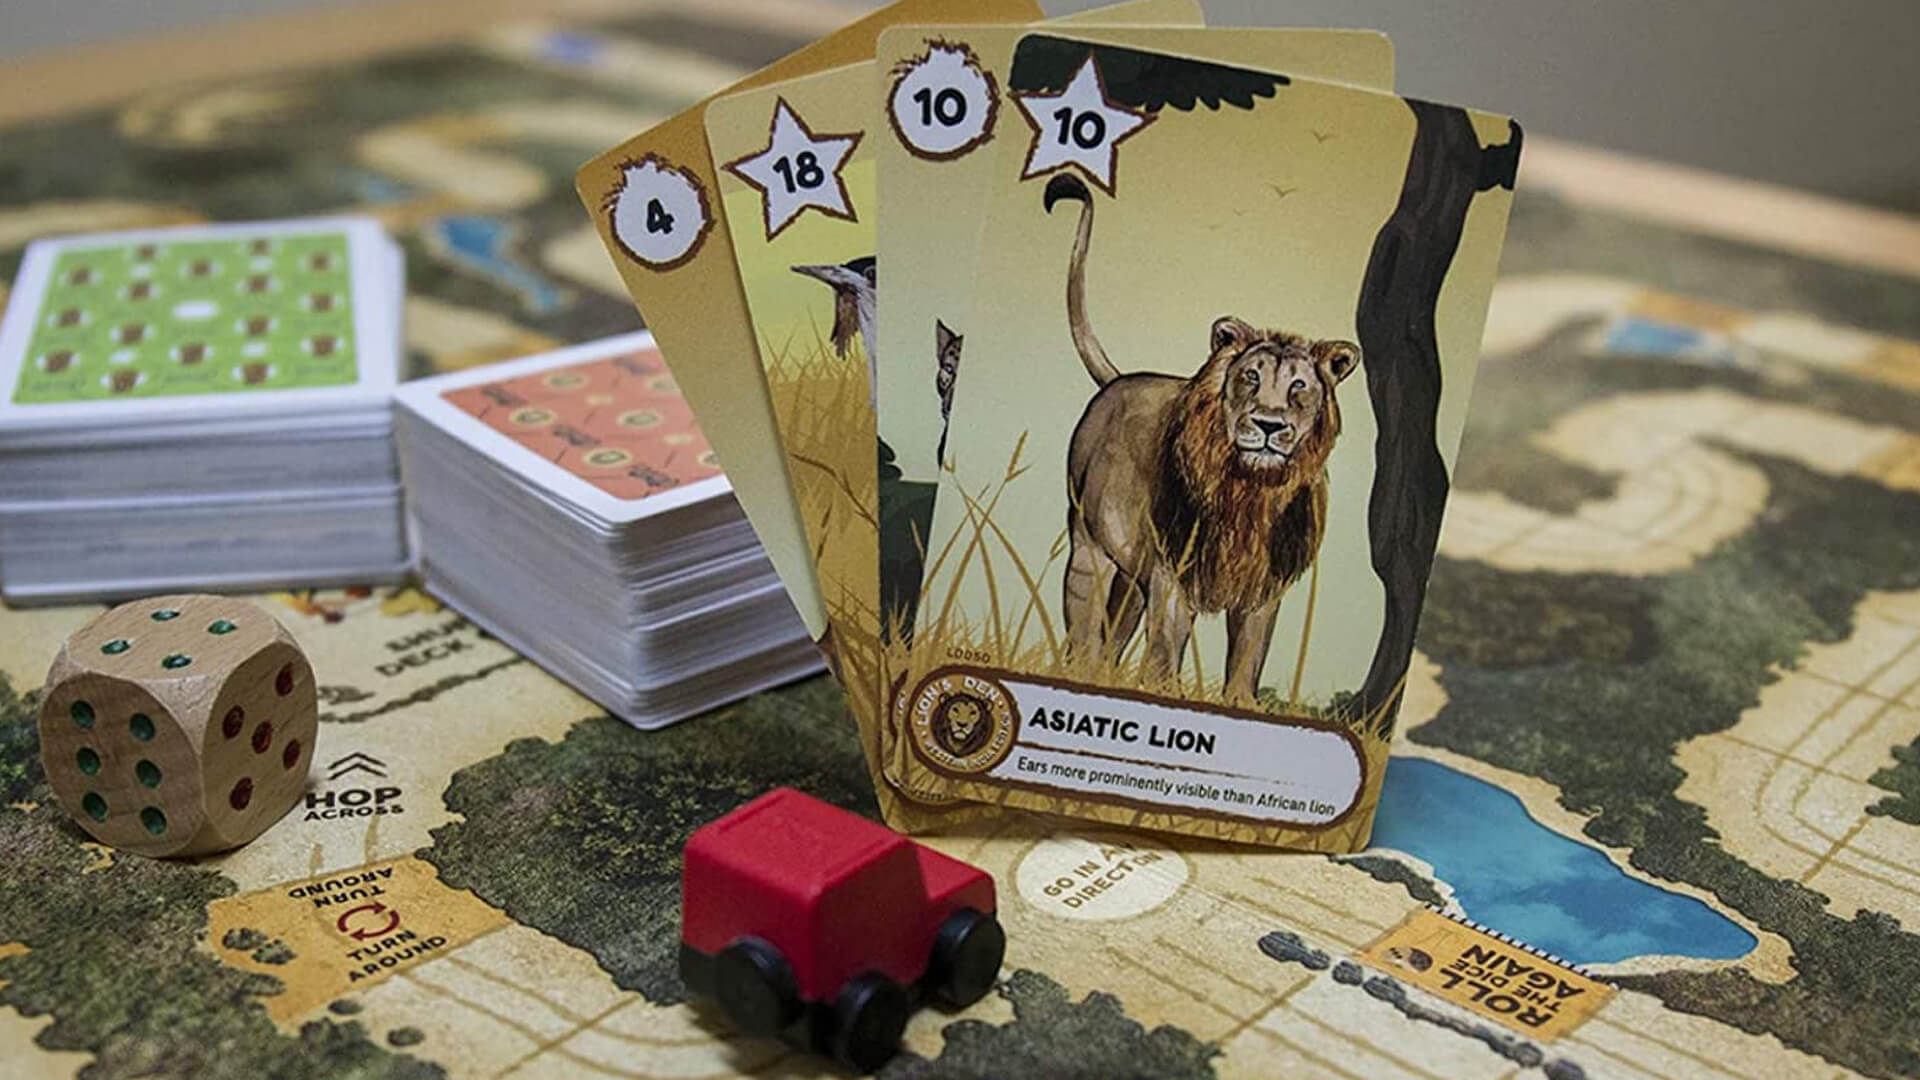 4
18
10
10
L0050
LION'S DEN
ASIATIC LION
Ears more prominently visible than African lion
DECK
HOP
ACROSS
TURN
AROUND
TURN
AROUND
GO IN
DIRECTION
ROLL
THE DICE
AGAIN